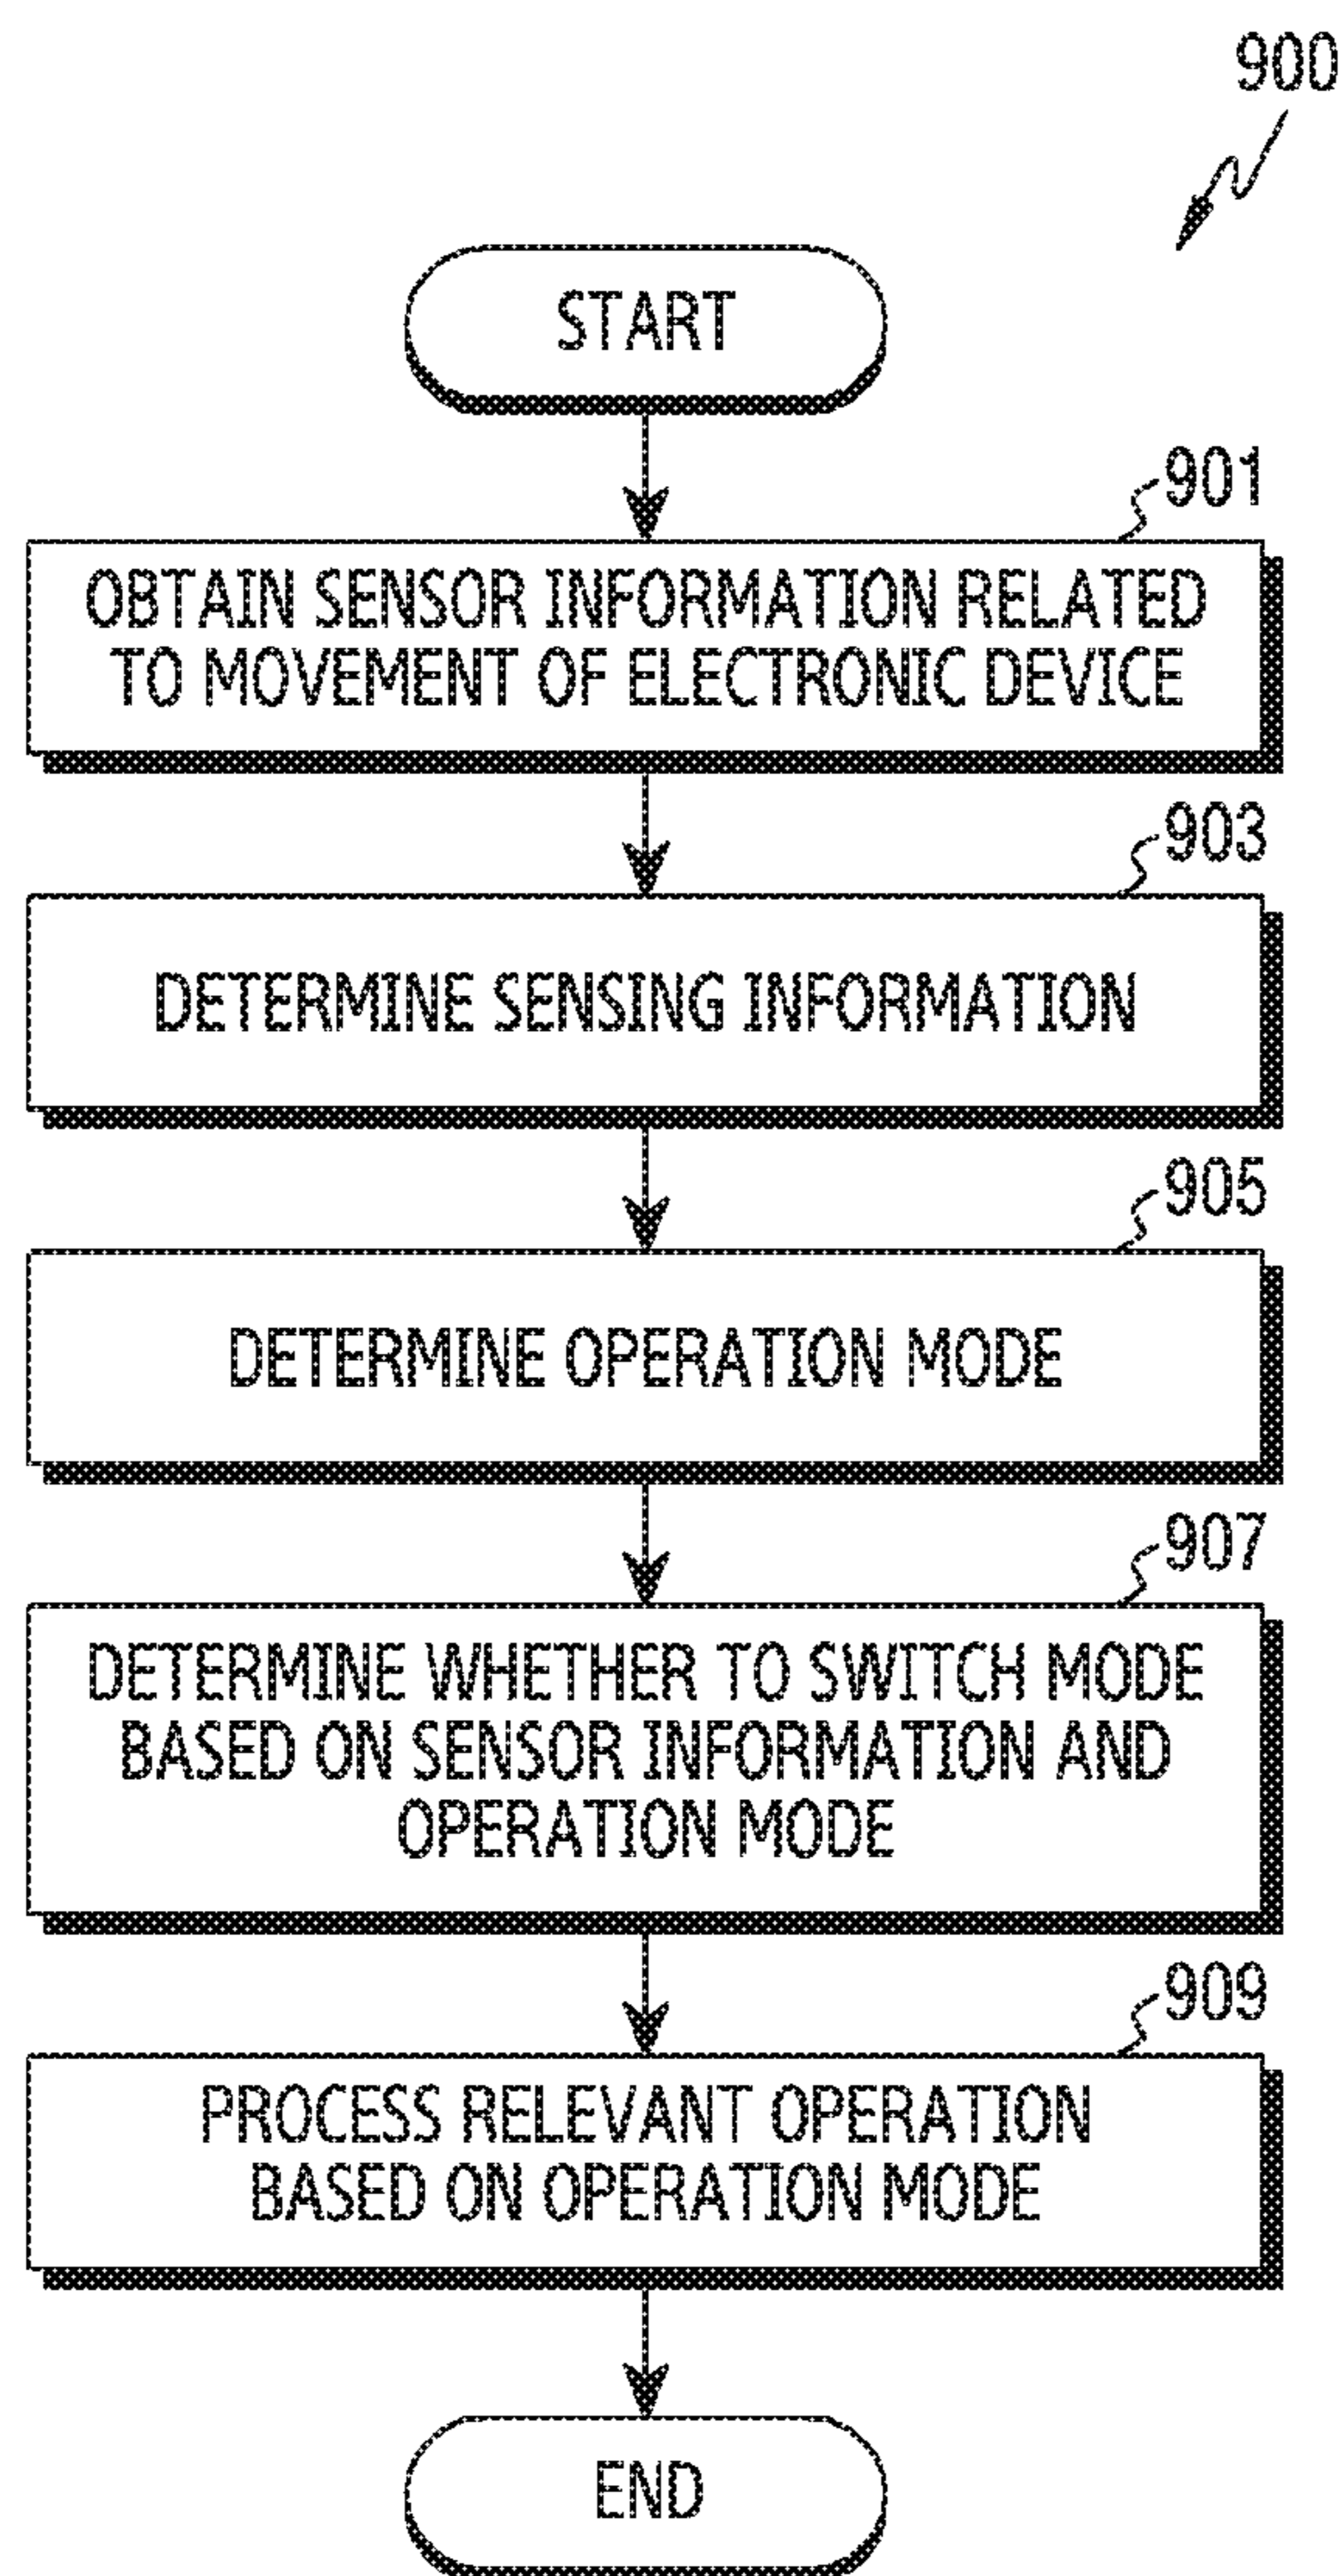 900
START
901
OBTAIN SENSOR INFORMATION RELATED
TO MOVEMENT OF ELECTRONIC DEVICE
903
DETERMINE SENSING INFORMATION
905
DETERMINE OPERATION MODE
907
DETERMINE WHETHER TO SWITCH MODE
BASED ON SENSOR INFORMATION AND
OPERATION MODE
909
PROCESS RELEVANT OPERATION
BASED ON OPERATION MODE
END